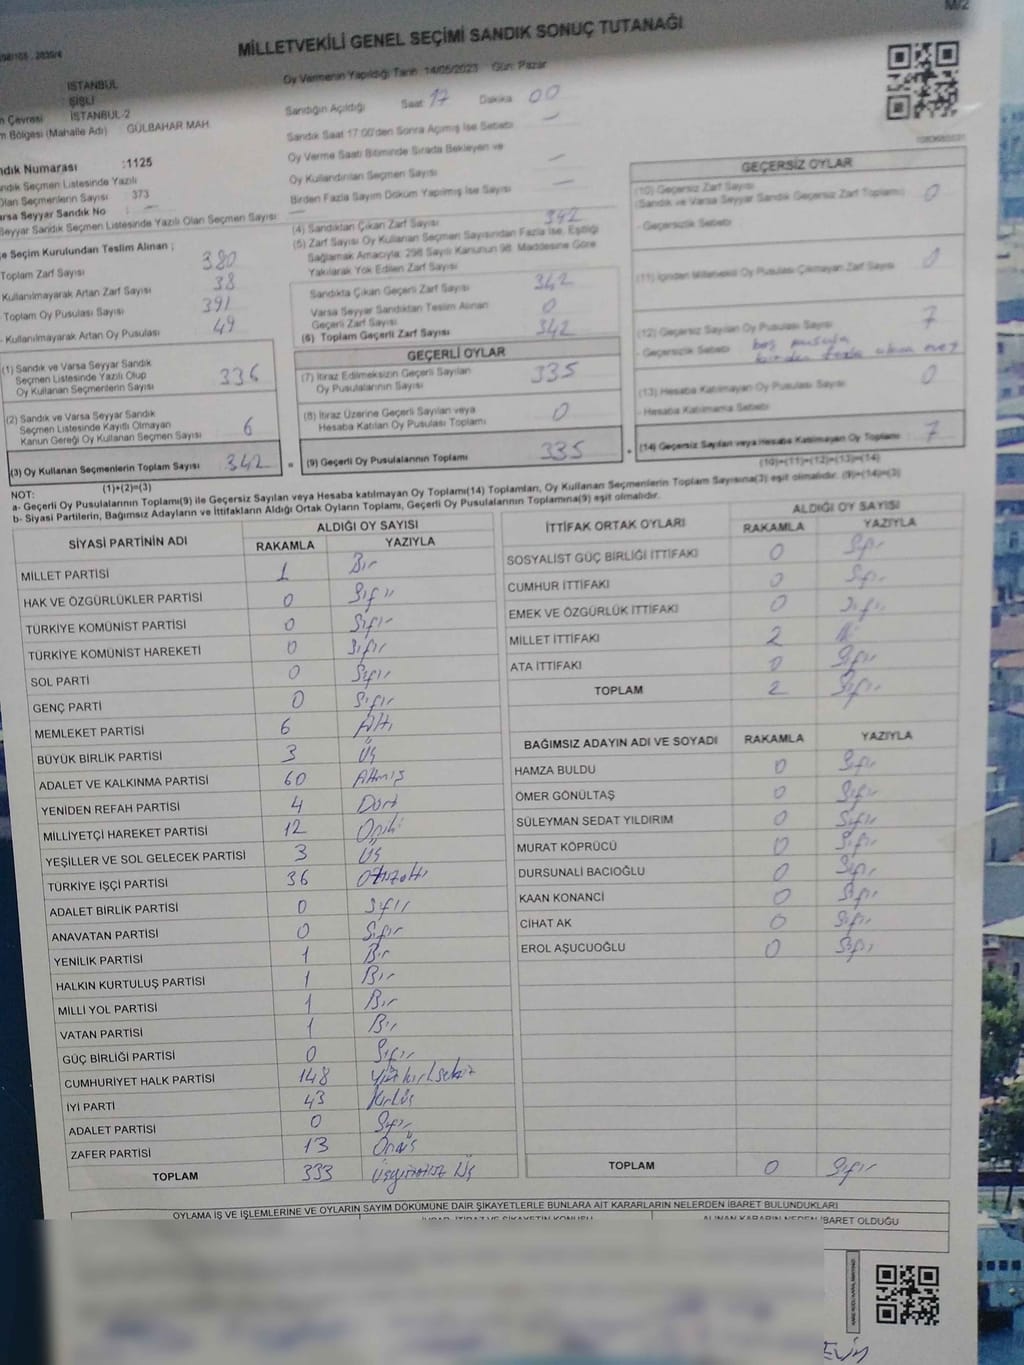 M/2
MİLLETVEKİLİ GENEL SEÇİMİ SANDIK SONUÇ TUTANAĞI
İSTANBUL
ŞİŞLİ
Çevresi İSTANBUL-2
Bölgesi (Mahalle Adı) GÜLBAHAR MAH.
Numarası :1125
Seçmen Listesinde Yazılı
Seçmenlerin Sayısı : 373
Seyyar Sandık No : —
Seyyar Sandık Seçmen Listesinde Yazılı Olan Seçmen Sayısı : —
Seçim Kurulundan Teslim Alınan ;
Toplam Zarf Sayısı 380
- Kullanılmayarak Artan Zarf Sayısı 38
- Toplam Oy Pusulası Sayısı 391
- Kullanılmayarak Artan Oy Pusulası 49
(1) Sandık ve Varsa Seyyar Sandık
Seçmen Listesinde Yazılı Olup
Oy Kullanan Seçmenlerin Sayısı 336
(2) Sandık ve Varsa Seyyar Sandık
Seçmen Listesinde Kayıtlı Olmayan
Kanun Gereği Oy Kullanan Seçmen Sayısı 6
(3) Oy Kullanan Seçmenlerin Toplam Sayısı 342
(1)+(2)=(3)
Oy Vermenin Yapıldığı Tarih :14/05/2023 Gün: Pazar
Sandığın Açıldığı Saat 17 Dakika 00
Sandık Saat 17:00'den Sonra Açılmış İse Sebebi —
Oy Verme Saati Bitiminde Sırada Bekleyen ve
Oy Kullandırılan Seçmen Sayısı —
Birden Fazla Sayım Döküm Yapılmış İse Sayısı —
(4) Sandıktan Çıkan Zarf Sayısı 342
(5) Zarf Sayısı Oy Kullanan Seçmen Sayısından Fazla İse, Eşitliği
Sağlamak Amacıyla; 298 Sayılı Kanunun 98. Maddesine Göre
Yakılarak Yok Edilen Zarf Sayısı
Sandıkta Çıkan Geçerli Zarf Sayısı 342
Varsa Seyyar Sandıktan Teslim Alınan
Geçerli Zarf Sayısı 0
(6) Toplam Geçerli Zarf Sayısı 342
GEÇERLİ OYLAR
(7) İtiraz Edilmeksizin Geçerli Sayılan
Oy Pusulalarının Sayısı 335
(8) İtiraz Üzerine Geçerli Sayılan veya
Hesaba Katılan Oy Pusulası Toplamı 0
(9) Geçerli Oy Pusulalarının Toplamı 335
GEÇERSİZ OYLAR
(10) Geçersiz Zarf Sayısı
(Sandık ve Varsa Seyyar Sandık Geçersiz Zarf Toplamı) 0
- Geçersizlik Sebebi
(11) İçinden Milletvekili Oy Pusulası Çıkmayan Zarf Sayısı 0
(12) Geçersiz Sayılan Oy Pusulası Sayısı 7
- Geçersizlik Sebebi boş pusula
birden fazla
(13) Hesaba Katılmayan Oy Pusulası Sayısı 0
- Hesaba Katılmama Sebebi
(14) Geçersiz Sayılan veya Hesaba Katılmayan Oy Toplamı 7
(10)+(11)+(12)+(13)=(14)
NOT:
a- Geçerli Oy Pusulalarının Toplamı(9) ile Geçersiz Sayılan veya Hesaba katılmayan Oy Toplamı(14) Toplamları, Oy Kullanan Seçmenlerin Toplam Sayısına(3) eşit olmalıdır. (9)+(14)=(3)
b- Siyasi Partilerin, Bağımsız Adayların ve İttifakların Aldığı Ortak Oyların Toplamı, Geçerli Oy Pusulalarının Toplamına(9) eşit olmalıdır.
SİYASİ PARTİNİN ADI ALDIĞI OY SAYISI
RAKAMLA YAZIYLA
MİLLET PARTİSİ 1 Bir
HAK VE ÖZGÜRLÜKLER PARTİSİ 0 Sıfır
TÜRKİYE KOMÜNİST PARTİSİ 0 Sıfır
TÜRKİYE KOMÜNİST HAREKETİ 0 Sıfır
SOL PARTİ 0 Sıfır
GENÇ PARTİ 0 Sıfır
MEMLEKET PARTİSİ 6 Altı
BÜYÜK BİRLİK PARTİSİ 3 Üç
ADALET VE KALKINMA PARTİSİ 60 Altmış
YENİDEN REFAH PARTİSİ 4 Dört
MİLLİYETÇİ HAREKET PARTİSİ 12 Oniki
YEŞİLLER VE SOL GELECEK PARTİSİ 3 Üç
TÜRKİYE İŞÇİ PARTİSİ 36 Otuzaltı
ADALET BİRLİK PARTİSİ 0 Sıfır
ANAVATAN PARTİSİ 0 Sıfır
YENİLİK PARTİSİ 1 Bir
HALKIN KURTULUŞ PARTİSİ 1 Bir
MİLLİ YOL PARTİSİ 1 Bir
VATAN PARTİSİ 1 Bir
GÜÇ BİRLİĞİ PARTİSİ 0 Sıfır
CUMHURİYET HALK PARTİSİ 148 Yüzkırksekiz
İYİ PARTİ 43 Kırküç
ADALET PARTİSİ 0 Sıfır
ZAFER PARTİSİ 13 Onüç
TOPLAM 333 Üç
İTTİFAK ORTAK OYLARI ALDIĞI OY SAYISI
RAKAMLA YAZIYLA
SOSYALİST GÜÇ BİRLİĞİ İTTİFAKI 0 Sıfır
CUMHUR İTTİFAKI 0 Sıfır
EMEK VE ÖZGÜRLÜK İTTİFAKI 0 Sıfır
MİLLET İTTİFAKI 2 İki
ATA İTTİFAKI 0 Sıfır
TOPLAM 2 Sıfır
BAĞIMSIZ ADAYIN ADI VE SOYADI RAKAMLA YAZIYLA
HAMZA BULDU 0 Sıfır
ÖMER GÖNÜLTAŞ 0 Sıfır
SÜLEYMAN SEDAT YILDIRIM 0 Sıfır
MURAT KÖPRÜCÜ 0 Sıfır
DURSUNALİ BACIOĞLU 0 Sıfır
KAAN KONANCİ 0 Sıfır
CİHAT AK 0 Sıfır
EROL AŞUCUOĞLU 0 Sıfır
TOPLAM 0 Sıfır
OYLAMA İŞ VE İŞLEMLERİNE VE OYLARIN SAYIM DÖKÜMÜNE DAİR ŞİKAYETLERLE BUNLARA AİT KARARLARIN NELERDEN İBARET BULUNDUKLARI
ALINAN KARARIN NEDEN İBARET OLDUĞU